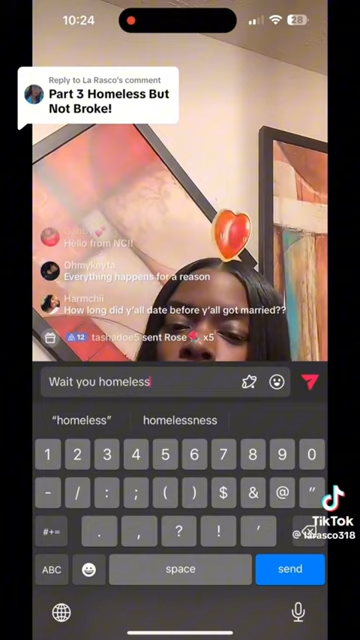 10:24
28
Reply to La Rasco's comment
Part 3 Homeless But
Not Broke!
Hello from NC!!
Ohmykeyta
Everything happens for a reason
Harmchii
How long did y'all date before y'all got married??
12 tashadoe5 sent Rose x5
Wait you homeless
"homeless" homelessness
1 2 3 4 5 6 7 8 9 0
- / : ; ( ) $ & @ "
#+= . , ? ! '
ABC space send
TikTok
@larasco318